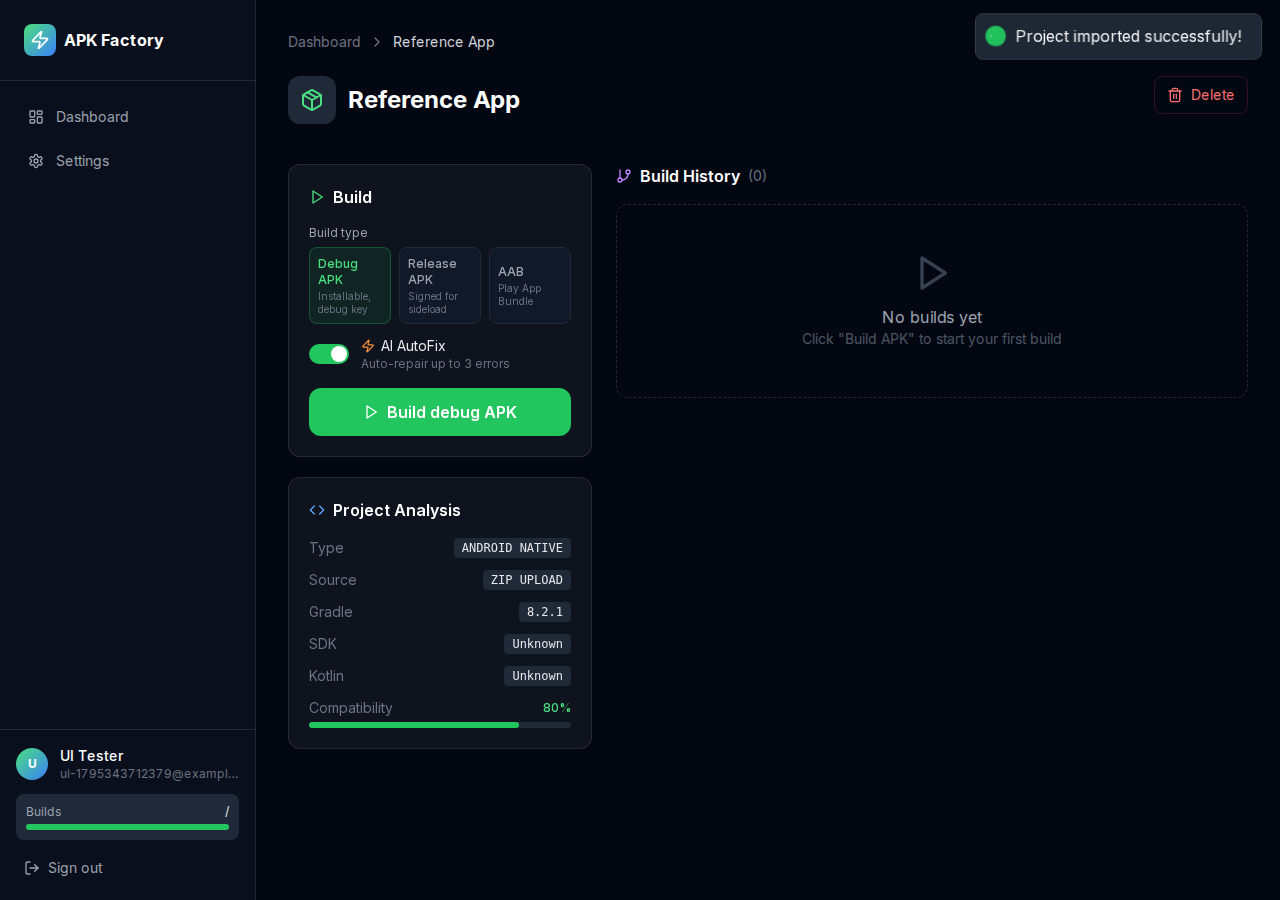 APK Factory
Dashboard
Settings
UI Tester
ui-1795343712379@exampl...
Builds /
Sign out
Dashboard > Reference App
Project imported successfully!
Reference App
Delete
Build
Build type
Debug APK
Installable, debug key
Release APK
Signed for sideload
AAB
Play App Bundle
AI AutoFix
Auto-repair up to 3 errors
Build debug APK
Project Analysis
Type ANDROID NATIVE
Source ZIP UPLOAD
Gradle 8.2.1
SDK Unknown
Kotlin Unknown
Compatibility 80%
Build History (0)
No builds yet
Click "Build APK" to start your first build
U